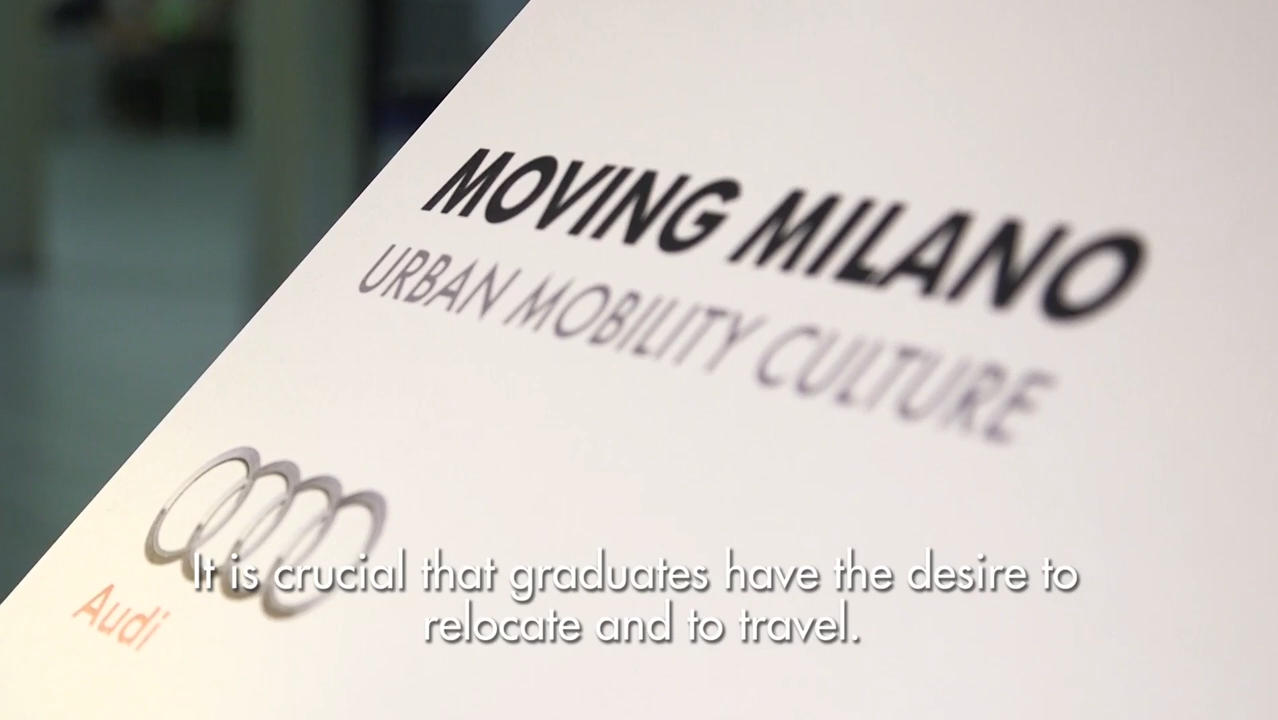 MOVING MILANO
URBAN MOBILITY CULTURE
Audi
It is crucial that graduates have the desire to
relocate and to travel.